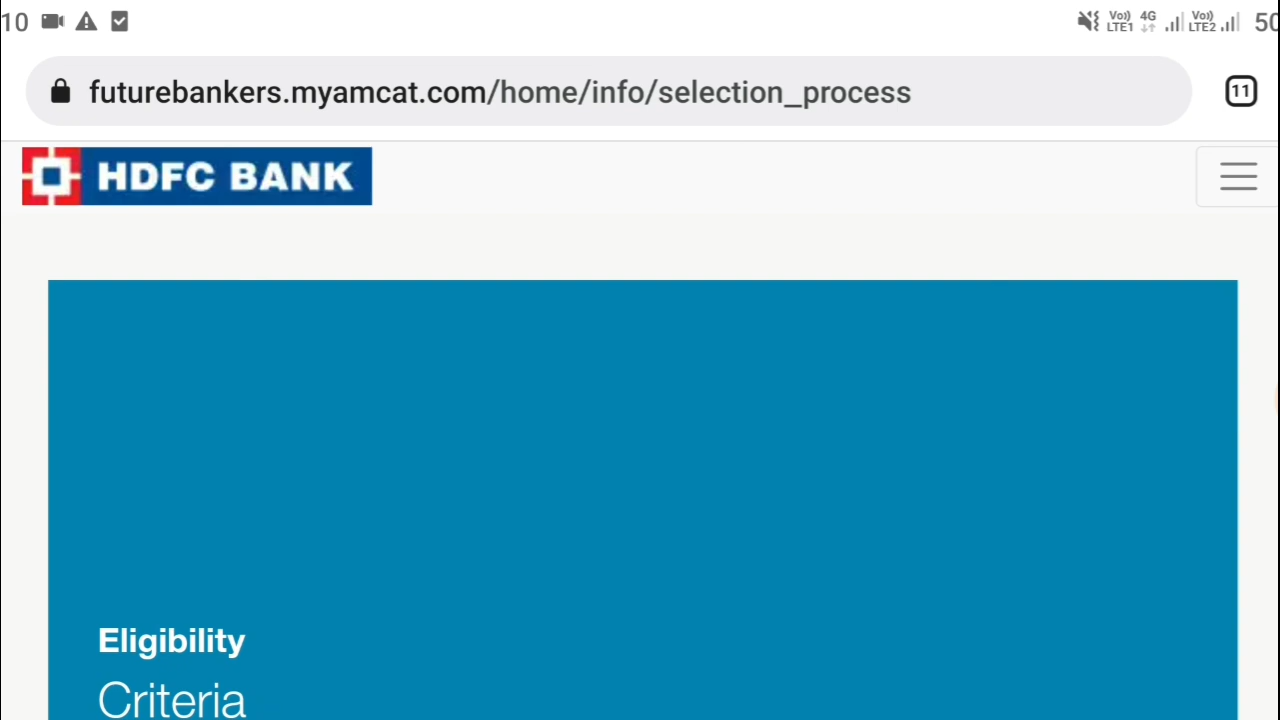 10
Vo) LTE1 4G Vo) LTE2 50
futurebankers.myamcat.com/home/info/selection_process
11
HDFC BANK
Eligibility
Criteria